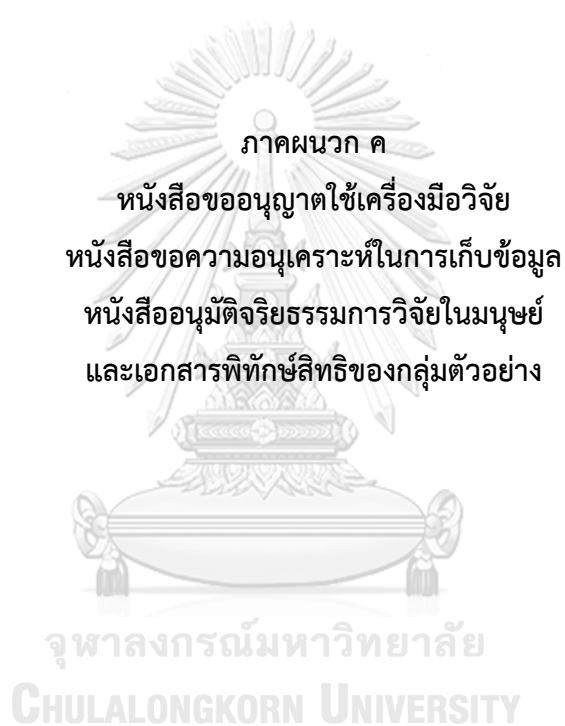 ภาคผนวก ค
หนังสือขออนุญาตใช้เครื่องมือวิจัย
หนังสือขอความอนุเคราะห์ในการเก็บข้อมูล
หนังสืออนุมัติจริยธรรมการวิจัยในมนุษย์
และเอกสารพิทักษ์สิทธิของกลุ่มตัวอย่าง
จุฬาลงกรณ์มหาวิทยาลัย
CHULALONGKORN UNIVERSITY